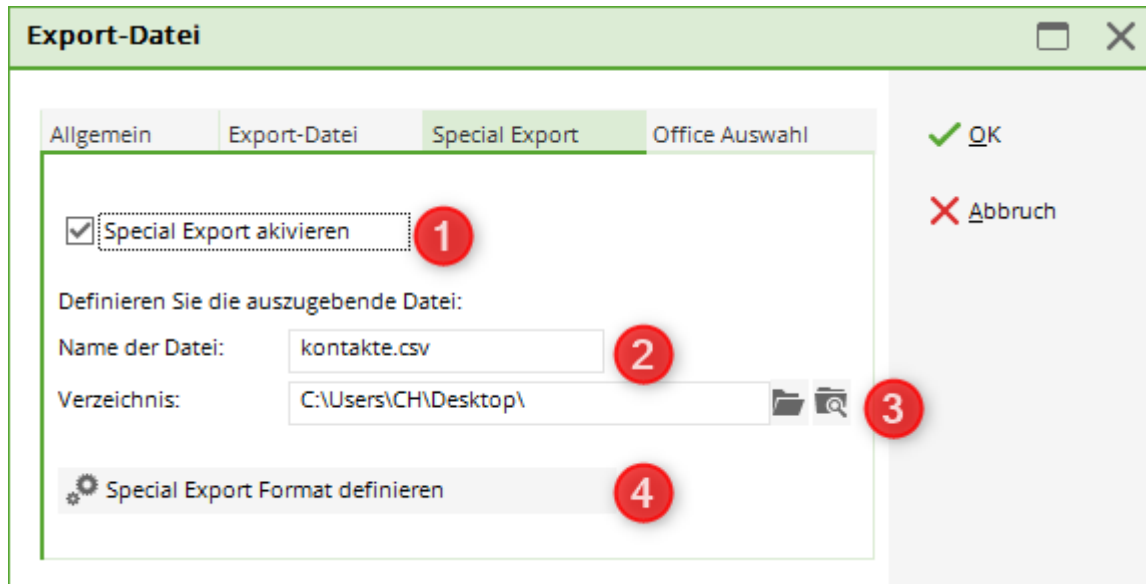 Export-Datei
Allgemein Export-Datei Special Export Office Auswahl
OK
Abbruch
Special Export akivieren 1
Definieren Sie die auszugebende Datei:
Name der Datei: kontakte.csv 2
Verzeichnis: C:\Users\CH\Desktop\ 3
Special Export Format definieren 4